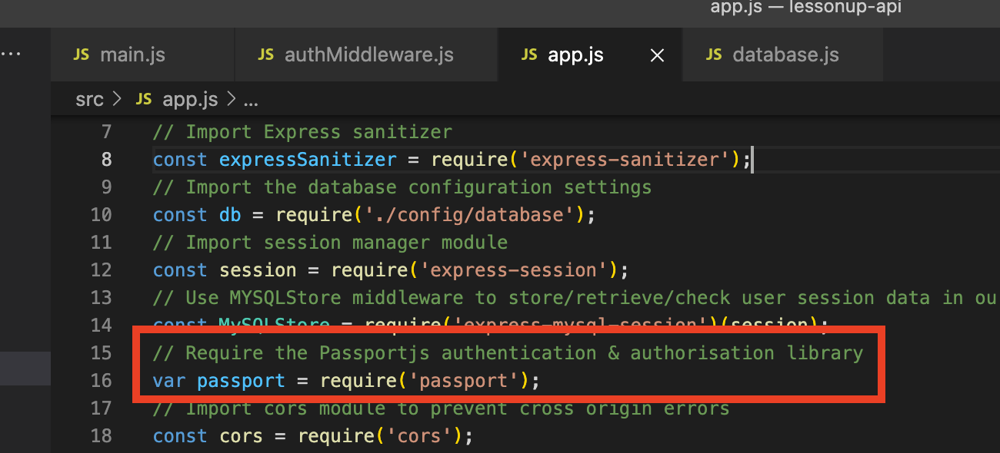 app.js — lessonup-api
... JS main.js JS authMiddleware.js JS app.js × JS database.js
src > JS app.js > ...
7 // Import Express sanitizer
8 const expressSanitizer = require('express-sanitizer');
9 // Import the database configuration settings
10 const db = require('./config/database');
11 // Import session manager module
12 const session = require('express-session');
13 // Use MYSQLStore middleware to store/retrieve/check user session data in ou
14 const MySQLStore = require('express-mysql-session')(session);
15 // Require the Passportjs authentication & authorisation library
16 var passport = require('passport');
17 // Import cors module to prevent cross origin errors
18 const cors = require('cors');